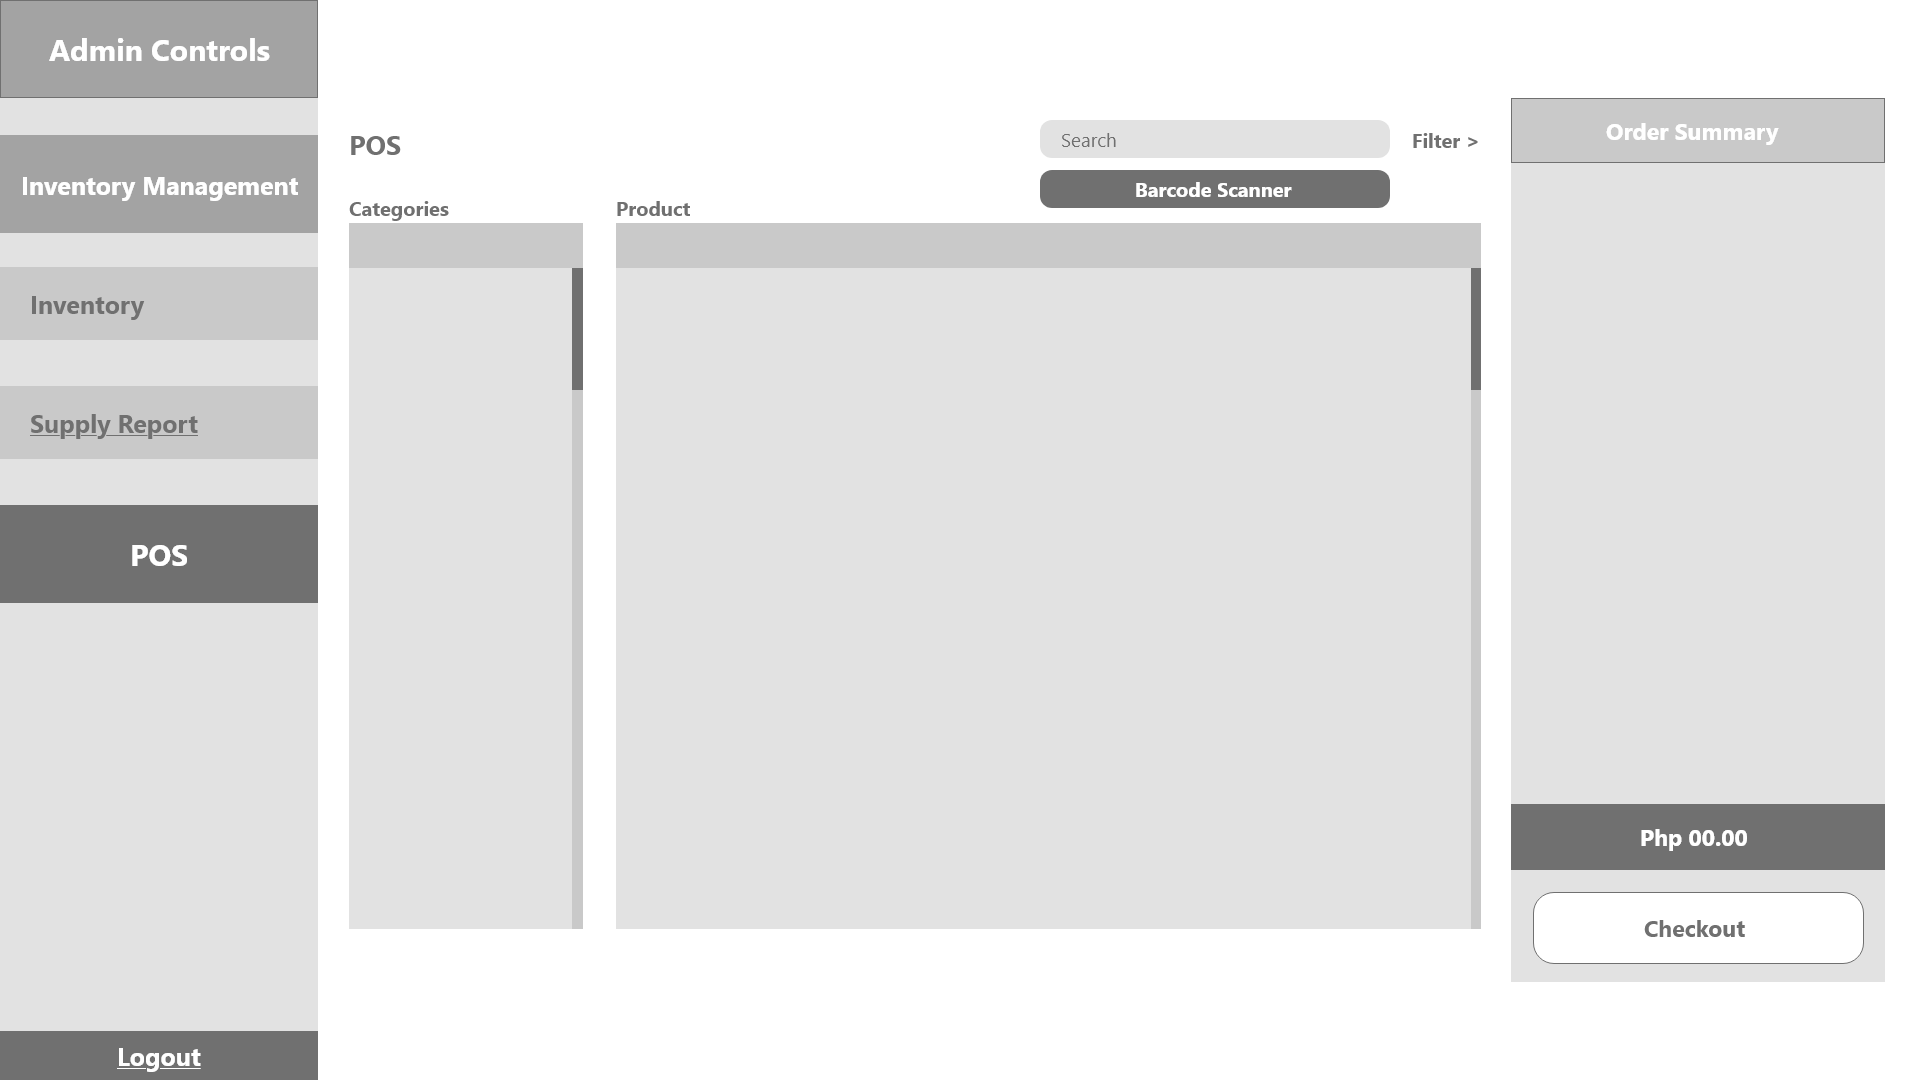 Admin Controls
Inventory Management
Inventory
Supply Report
POS
Logout
POS
Search
Filter >
Barcode Scanner
Categories
Product
Order Summary
Php 00.00
Checkout